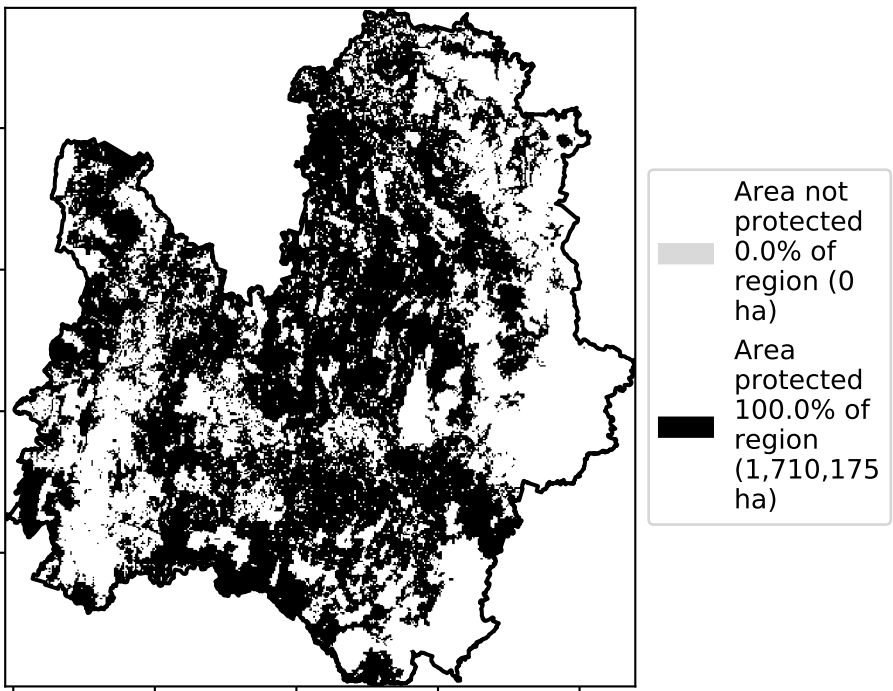 Area not
protected
0.0% of
region (0
ha)
Area
protected
100.0% of
region
(1,710,175
ha)